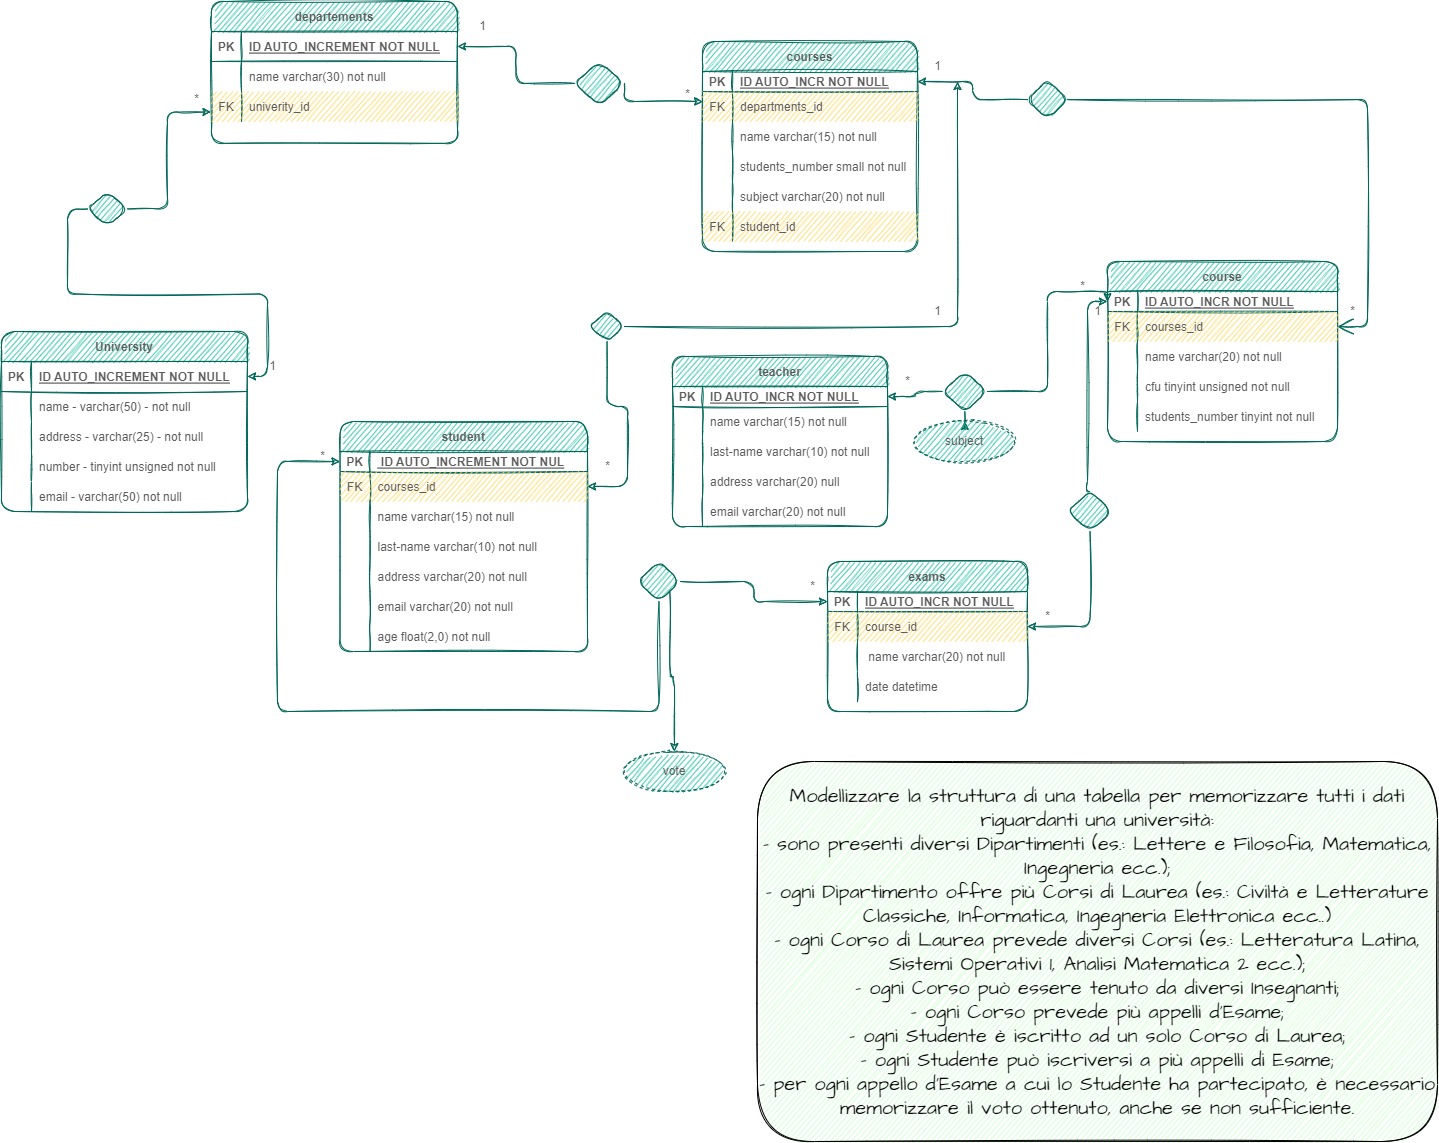 departements
PK ID AUTO_INCREMENT NOT NULL
name varchar(30) not null
FK univerity_id
1
*
*
courses
PK ID AUTO_INCR NOT NULL
FK departments_id
name varchar(15) not null
students_number small not null
subject varchar(20) not null
FK student_id
1
1
course
PK ID AUTO_INCR NOT NULL
FK courses_id
name varchar(20) not null
cfu tinyint unsigned not null
students_number tinyint not null
*
1
*
University
PK ID AUTO_INCREMENT NOT NULL
name - varchar(50) - not null
address - varchar(25) - not null
number - tinyint unsigned not null
email - varchar(50) not null
1
student
PK ID AUTO_INCREMENT NOT NUL
FK courses_id
name varchar(15) not null
last-name varchar(10) not null
address varchar(20) not null
email varchar(20) not null
age float(2,0) not null
*
*
teacher
PK ID AUTO_INCR NOT NULL
name varchar(15) not null
last-name varchar(10) not null
address varchar(20) null
email varchar(20) not null
*
subject
exams
PK ID AUTO_INCR NOT NULL
FK course_id
name varchar(20) not null
date datetime
*
*
vote
Modellizzare la struttura di una tabella per memorizzare tutti i dati
riguardanti una università:
- sono presenti diversi Dipartimenti (es.: Lettere e Filosofia, Matematica,
Ingegneria ecc.);
- ogni Dipartimento offre più Corsi di Laurea (es.: Civiltà e Letterature
Classiche, Informatica, Ingegneria Elettronica ecc..)
- ogni Corso di Laurea prevede diversi Corsi (es.: Letteratura Latina,
Sistemi Operativi 1, Analisi Matematica 2 ecc.);
- ogni Corso può essere tenuto da diversi Insegnanti;
- ogni Corso prevede più appelli d'Esame;
- ogni Studente è iscritto ad un solo Corso di Laurea;
- ogni Studente può iscriversi a più appelli di Esame;
- per ogni appello d'Esame a cui lo Studente ha partecipato, è necessario
memorizzare il voto ottenuto, anche se non sufficiente.